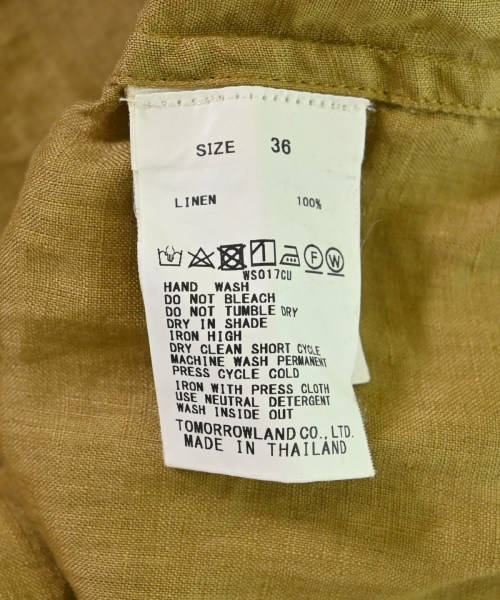 SIZE 36
LINEN 100%
F W
WS017CU
HAND WASH
DO NOT BLEACH
DO NOT TUMBLE DRY
DRY IN SHADE
IRON HIGH
DRY CLEAN SHORT CYCLE
MACHINE WASH PERMANENT
PRESS CYCLE COLD
IRON WITH PRESS CLOTH
USE NEUTRAL DETERGENT
WASH INSIDE OUT
TOMORROWLAND CO., LTD.
MADE IN THAILAND